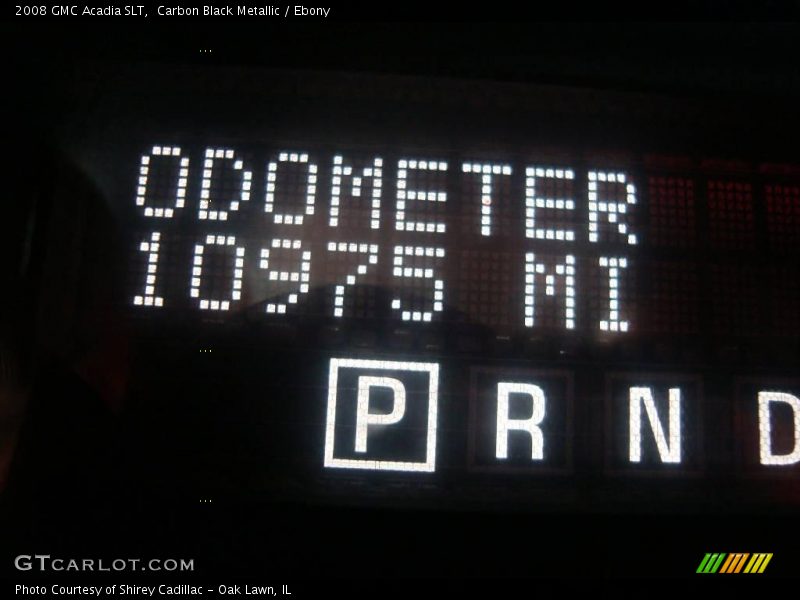 2008 GMC Acadia SLT,  Carbon Black Metallic / Ebony
ODOMETER
10975 MI
P R N D
GTCARLOT.COM
Photo Courtesy of Shirey Cadillac - Oak Lawn, IL